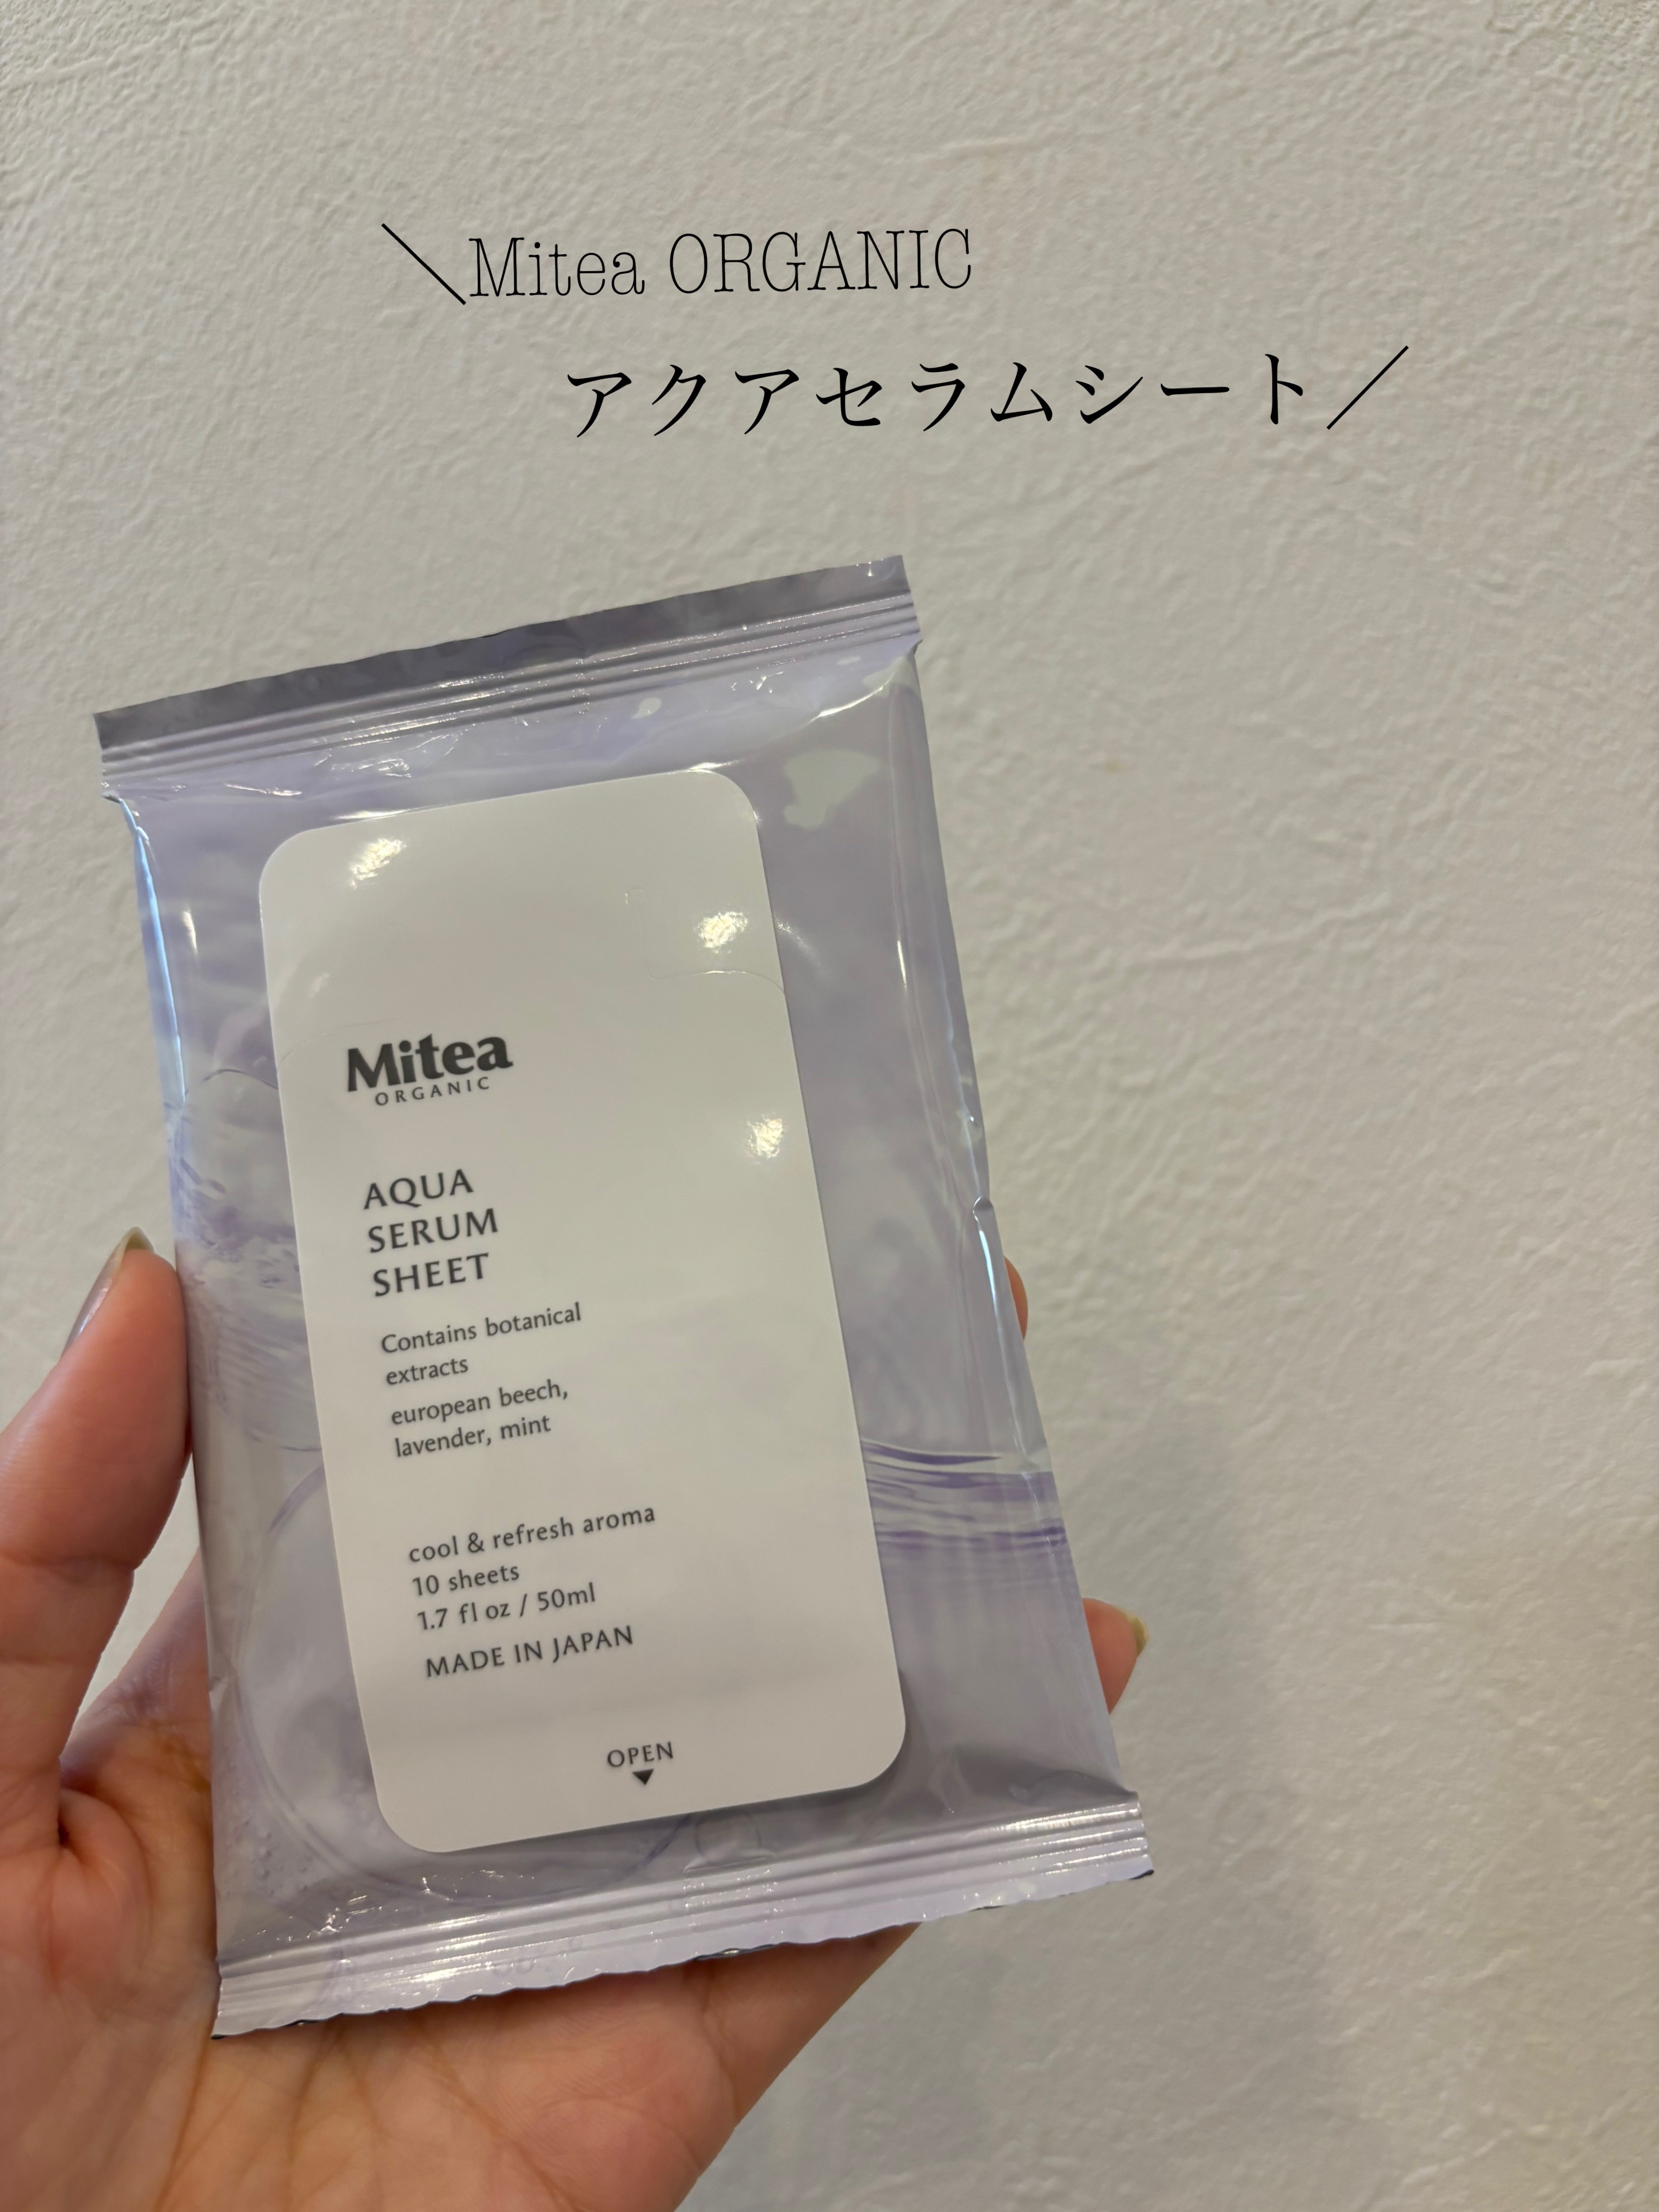 ＼Mitea ORGANIC
アクアセラムシート／
Mitea
ORGANIC
AQUA
SERUM
SHEET
Contains botanical
extracts
european beech,
lavender, mint
cool & refresh aroma
10 sheets
1.7 fl oz / 50ml
MADE IN JAPAN
OPEN
▼